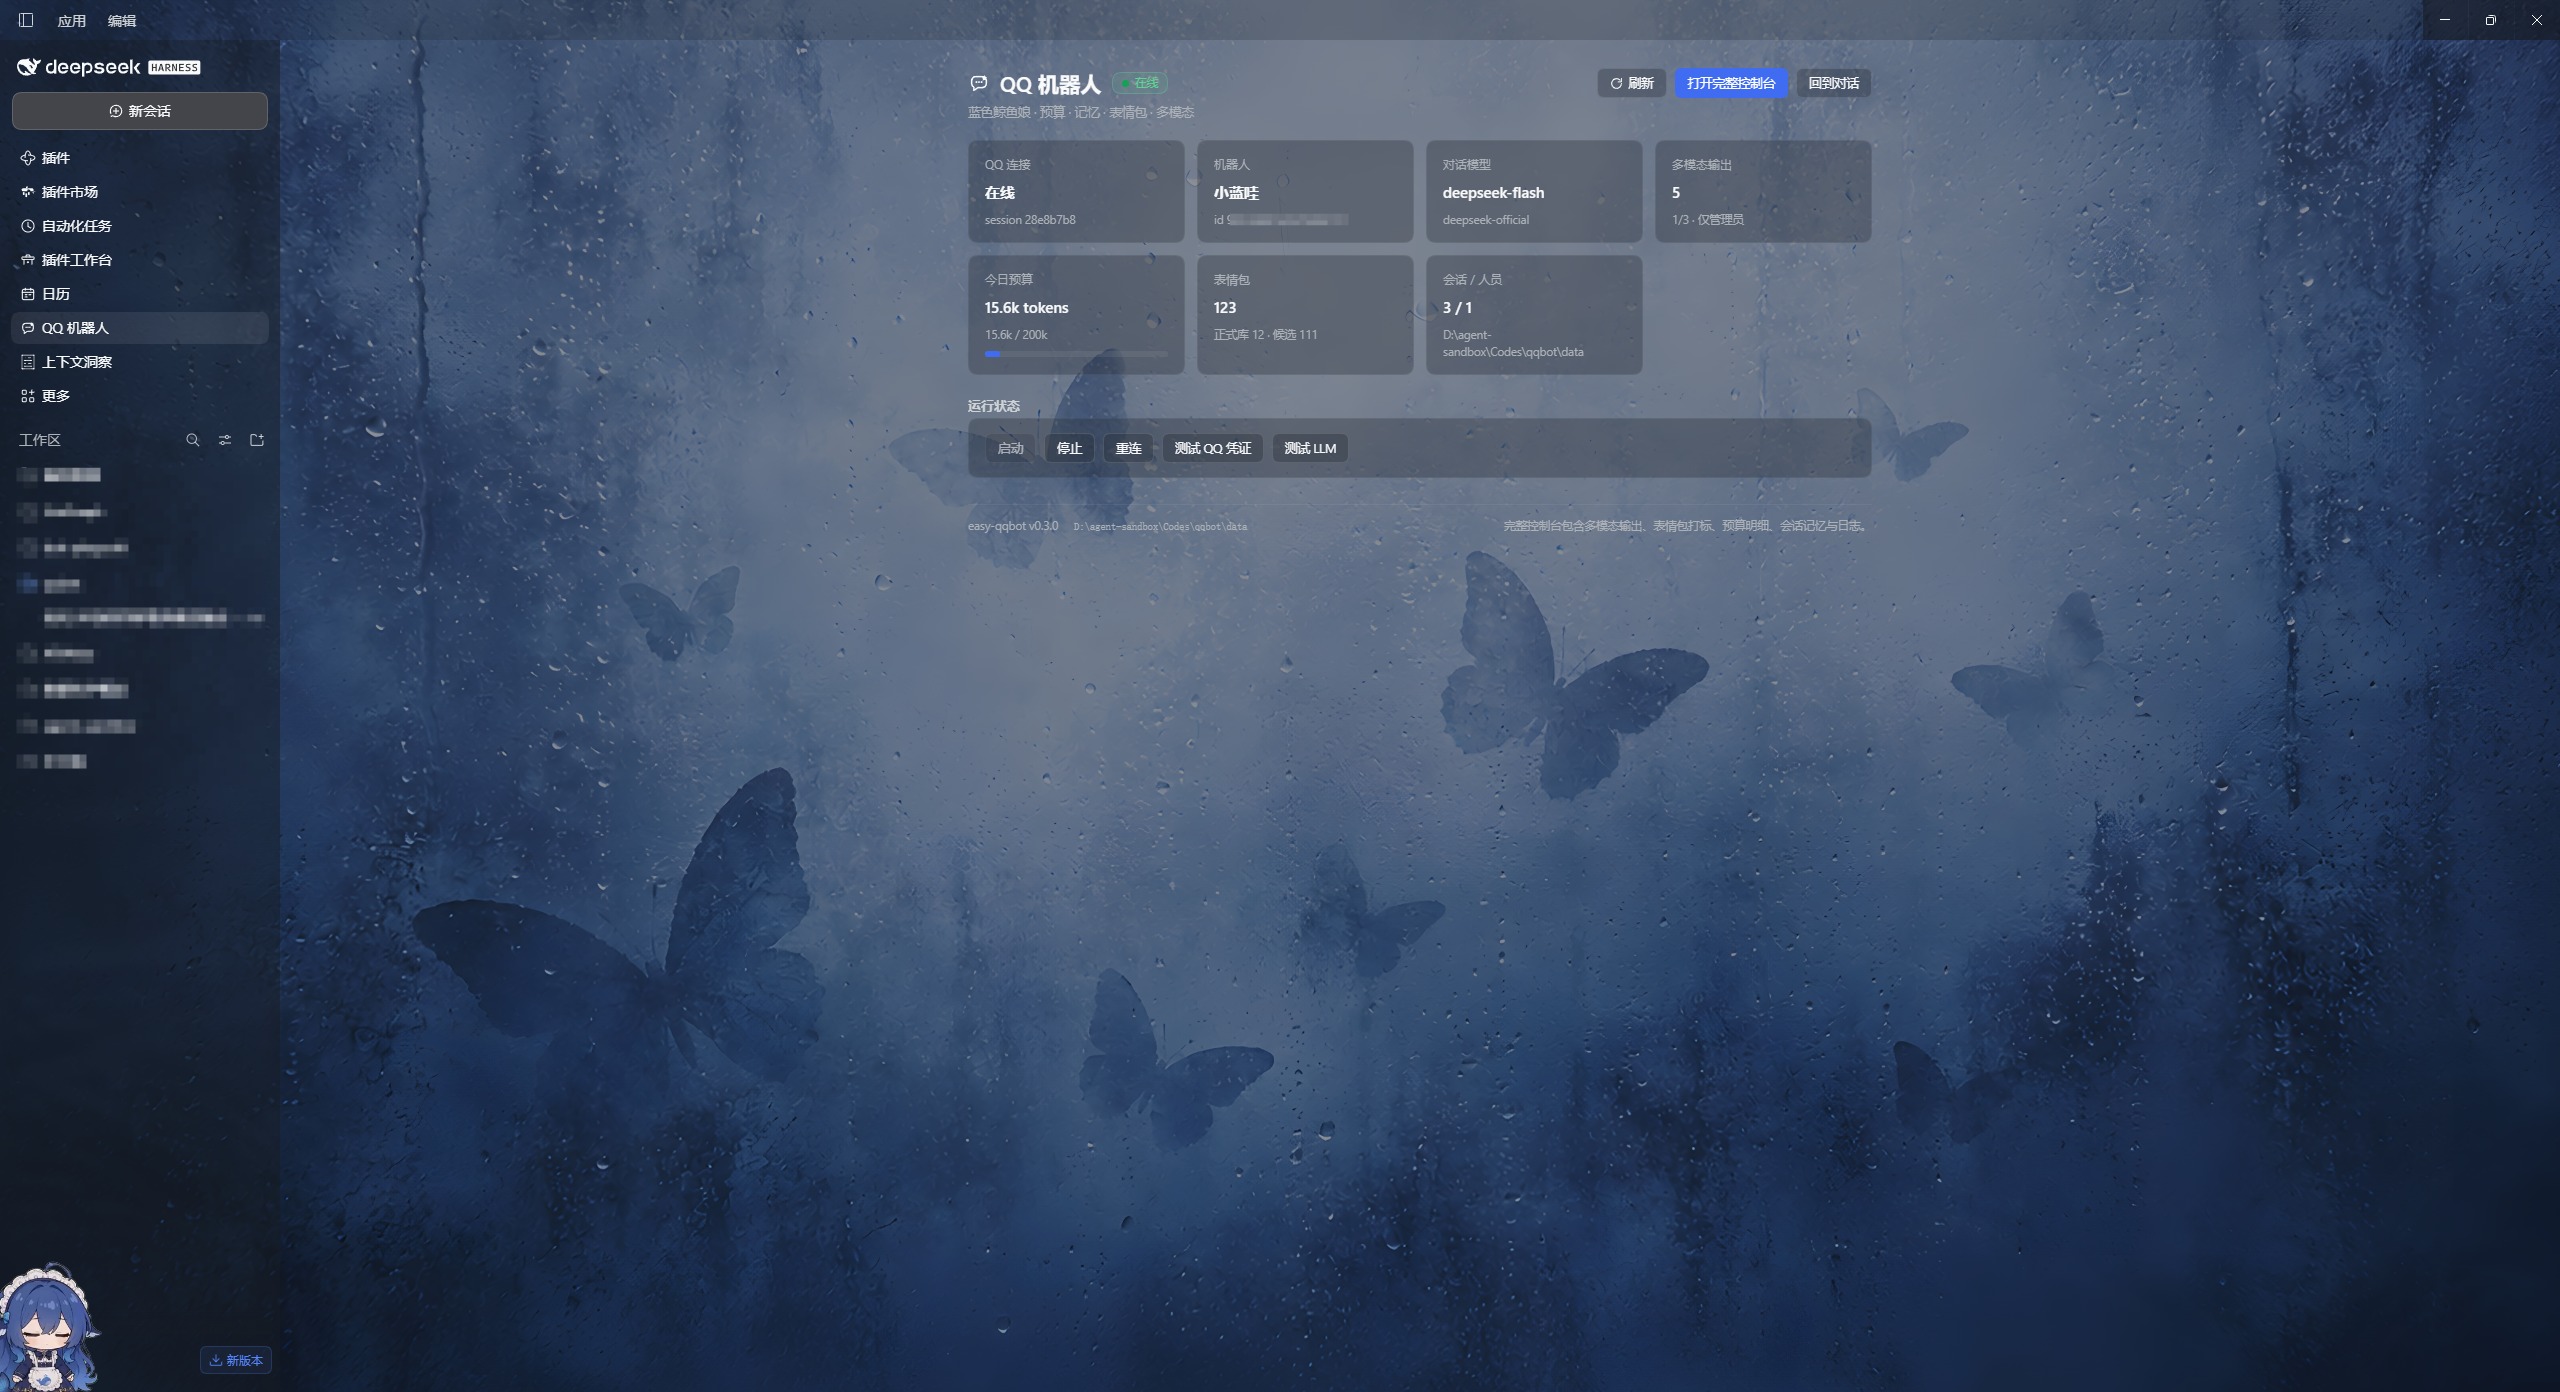 应用 编辑
deepseek HARNESS
新会话
插件
插件市场
自动化任务
插件工作台
日历
QQ 机器人
上下文洞察
更多
工作区
新版本
QQ 机器人 在线
刷新 打开完整控制台 回到对话
蓝色鲸鱼娘 · 预算 · 记忆 · 表情包 · 多模态
QQ 连接
在线
session 28e8b7b8
机器人
小蓝哇
id
对话模型
deepseek-flash
deepseek-official
多模态输出
5
1/3 · 仅管理员
今日预算
15.6k tokens
15.6k / 200k
表情包
123
正式库 12 · 候选 111
会话 / 人员
3 / 1
D:\agent-
sandbox\Codes\qqbot\data
运行状态
启动 停止 重连 测试 QQ 凭证 测试 LLM
easy-qqbot v0.3.0 D:\agent-sandbox\Codes\qqbot\data
完整控制台包含多模态输出、表情包打标、预算明细、会话记忆与日志。